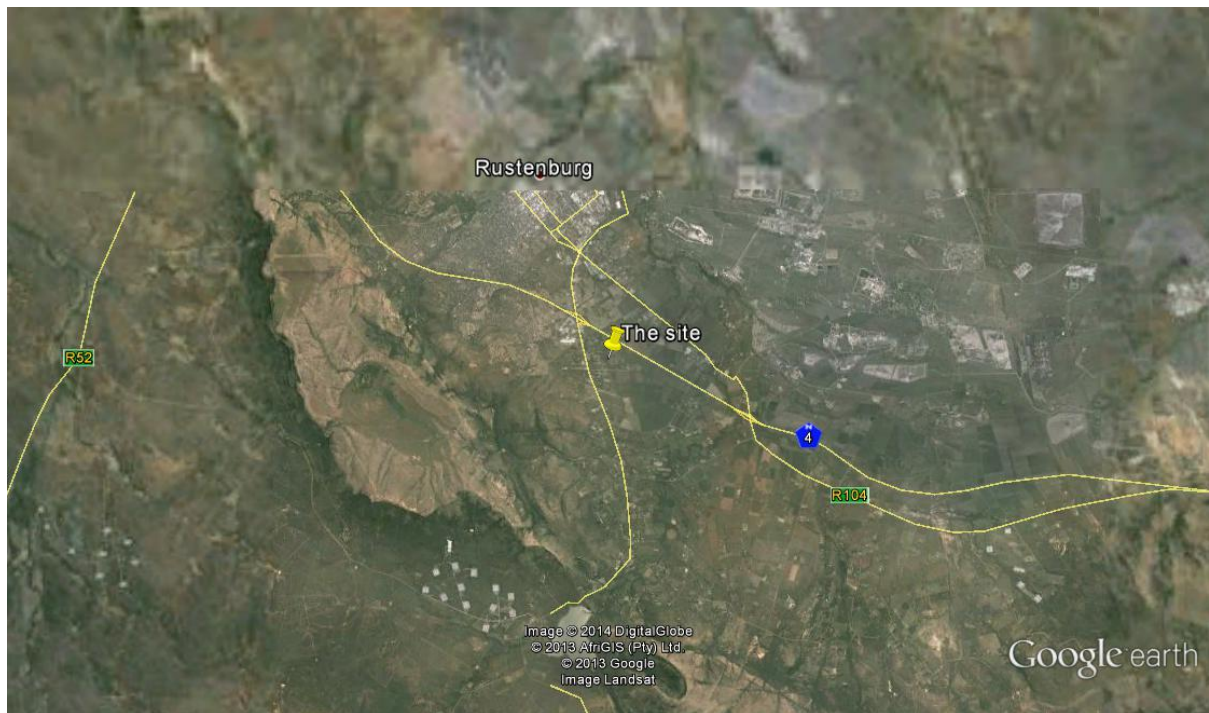 Rustenburg
The site
R52
N
4
R104
Image © 2014 DigitalGlobe
© 2013 AfriGIS (Pty) Ltd.
© 2013 Google
Image Landsat
Google earth